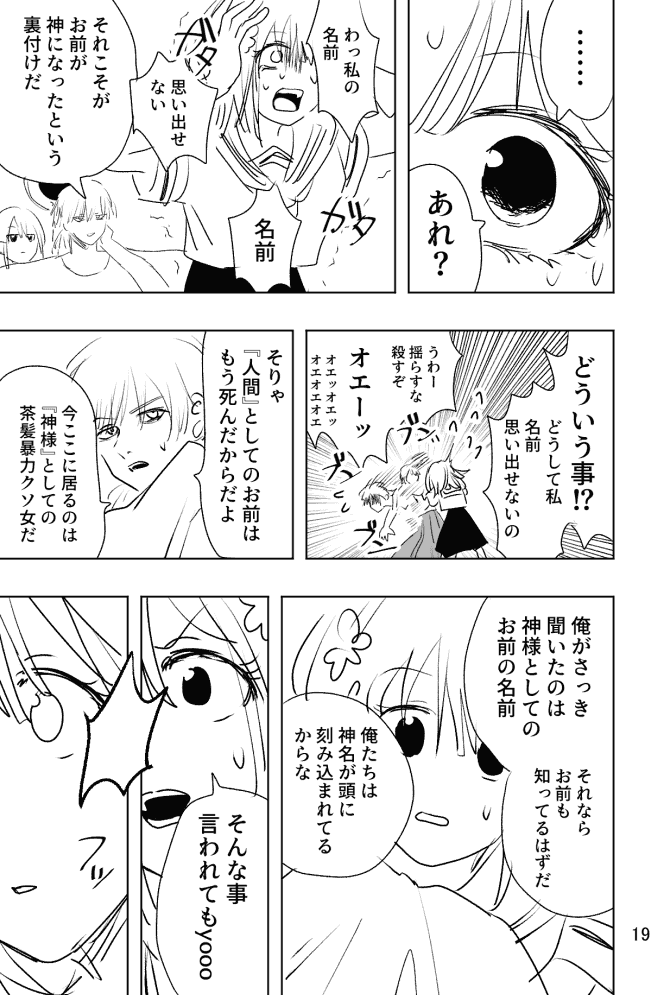 ……
あれ？
わっ私の
名前
思い出せ
ない
ガタ
名前
ガタ
それこそが
お前が
神になったという
裏付けだ
どういう事!?
どうして私
名前
思い出せないの
うわー
揺らすな
殺すぞ
オエーッ
オエッオエッ
オエオエオエ
ブンッ
ブンッ
ブンッ
そりゃ
『人間』としてのお前は
もう死んだからだよ
今ここに居るのは
『神様』としての
茶髪暴力クソ女だ
俺がさっき
聞いたのは
神様としての
お前の名前
それなら
お前も
知ってるはずだ
俺たちは
神名が頭に
刻み込まれてる
からな
そんな事
言われてもyooo
19